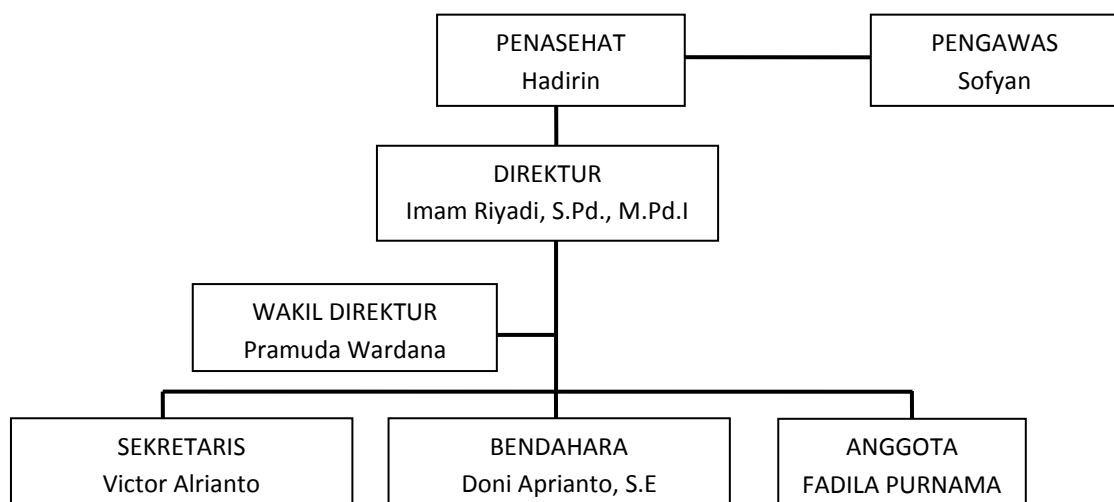 PENASEHAT
Hadirin
PENGAWAS
Sofyan
DIREKTUR
Imam Riyadi, S.Pd., M.Pd.I
WAKIL DIREKTUR
Pramuda Wardana
SEKRETARIS
Victor Alrianto
BENDAHARA
Doni Aprianto, S.E
ANGGOTA
FADILA PURNAMA